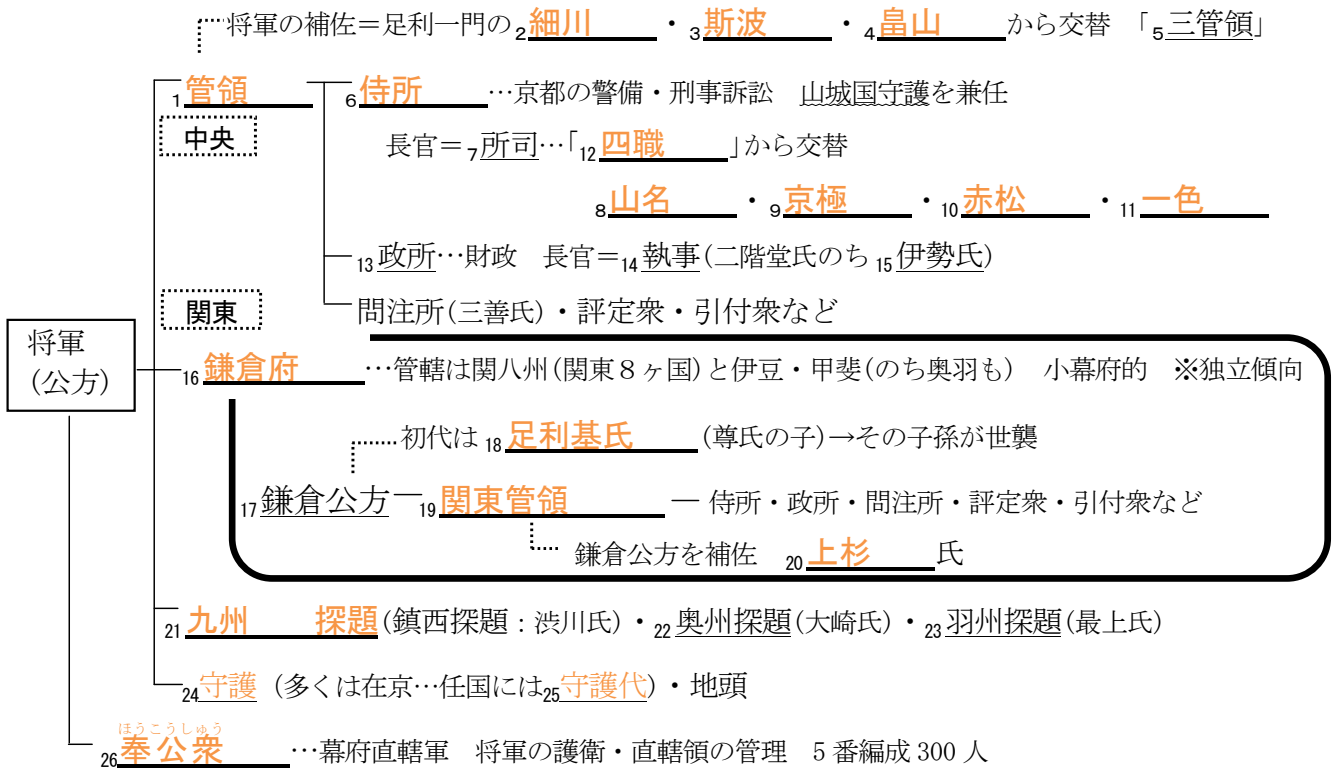 将軍の補佐＝足利一門の2細川・3斯波・4畠山から交替 「5三管領」
1管領 6侍所…京都の警備・刑事訴訟 山城国守護を兼任
中央
長官＝7所司…「12四職」から交替
8山名・9京極・10赤松・11一色
13政所…財政 長官＝14執事(二階堂氏のち15伊勢氏)
関東
問注所(三善氏)・評定衆・引付衆など
将軍
(公方)
16鎌倉府…管轄は関八州(関東８ヶ国)と伊豆・甲斐(のち奥羽も) 小幕府的 ※独立傾向
初代は18足利基氏(尊氏の子)→その子孫が世襲
17鎌倉公方―19関東管領― 侍所・政所・問注所・評定衆・引付衆など
鎌倉公方を補佐 20上杉氏
21九州 探題(鎮西探題：渋川氏)・22奥州探題(大崎氏)・23羽州探題(最上氏)
24守護 (多くは在京…任国には25守護代)・地頭
ほうこうしゅう
26奉公衆…幕府直轄軍 将軍の護衛・直轄領の管理 5番編成300人